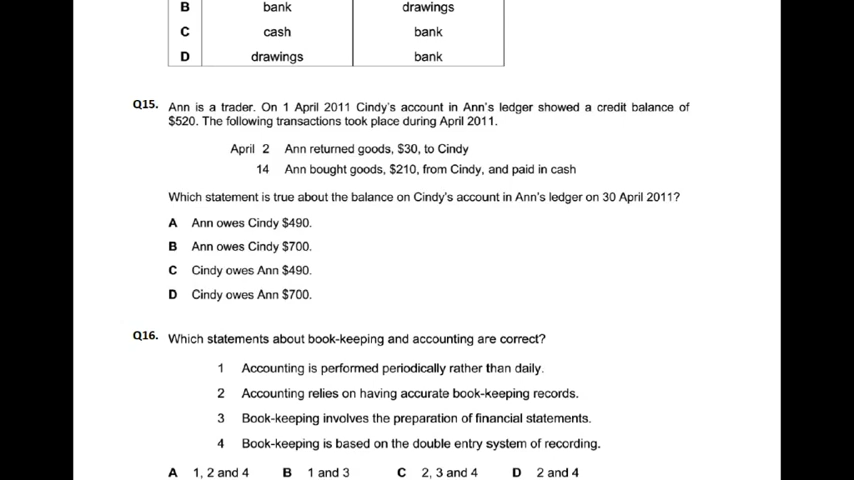 B bank drawings
C cash bank
D drawings bank
Q15. Ann is a trader. On 1 April 2011 Cindy's account in Ann's ledger showed a credit balance of
$520. The following transactions took place during April 2011.
April 2 Ann returned goods, $30, to Cindy
14 Ann bought goods, $210, from Cindy, and paid in cash
Which statement is true about the balance on Cindy's account in Ann's ledger on 30 April 2011?
A Ann owes Cindy $490.
B Ann owes Cindy $700.
C Cindy owes Ann $490.
D Cindy owes Ann $700.
Q16. Which statements about book-keeping and accounting are correct?
1 Accounting is performed periodically rather than daily.
2 Accounting relies on having accurate book-keeping records.
3 Book-keeping involves the preparation of financial statements.
4 Book-keeping is based on the double entry system of recording.
A 1, 2 and 4 B 1 and 3 C 2, 3 and 4 D 2 and 4